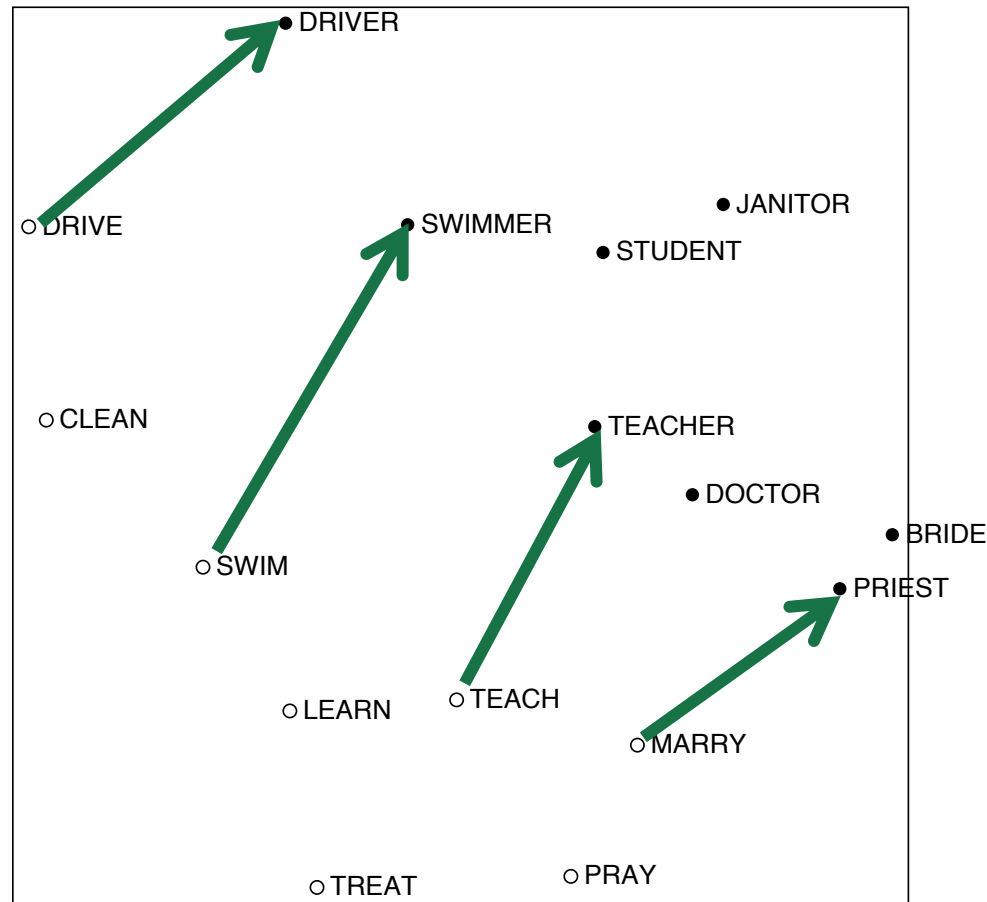 DRIVER
JANITOR
DRIVE
SWIMMER
STUDENT
CLEAN
TEACHER
DOCTOR
BRIDE
SWIM
PRIEST
TEACH
LEARN
MARRY
PRAY
TREAT